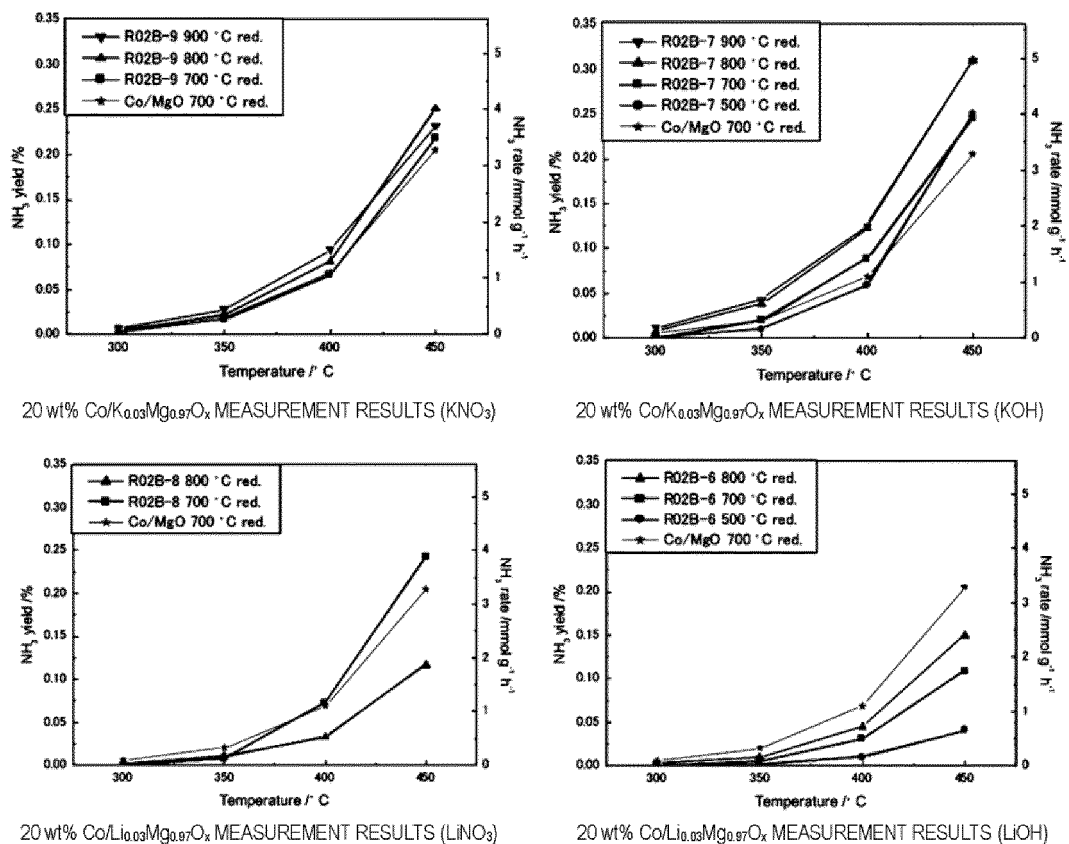 0.35
0.30
0.25
0.20
0.15
0.10
0.05
0.00
NH₃ yield /%
R02B-9 900 °C red.
R02B-9 800 °C red.
R02B-9 700 °C red.
Co/MgO 700 °C red.
5
4
3
2
1
0
NH₃ rate /mmol g⁻¹ h⁻¹
300 350 400 450
Temperature /° C
20 wt% Co/K₀.₀₃Mg₀.₉₇Oₓ MEASUREMENT RESULTS (KNO₃)
0.35
0.30
0.25
0.20
0.15
0.10
0.05
0.00
NH₃ yield /%
R02B-7 900 °C red.
R02B-7 800 °C red.
R02B-7 700 °C red.
R02B-7 500 °C red.
Co/MgO 700 °C red.
5
4
3
2
1
0
NH₃ rate /mmol g⁻¹ h⁻¹
300 350 400 450
Temperature /° C
20 wt% Co/K₀.₀₃Mg₀.₉₇Oₓ MEASUREMENT RESULTS (KOH)
0.35
0.30
0.25
0.20
0.15
0.10
0.05
0.00
NH₃ yield /%
R02B-8 800 °C red.
R02B-8 700 °C red.
Co/MgO 700 °C red.
5
4
3
2
1
0
NH₃ rate /mmol g⁻¹ h⁻¹
300 350 400 450
Temperature /° C
20 wt% Co/Li₀.₀₃Mg₀.₉₇Oₓ MEASUREMENT RESULTS (LiNO₃)
0.35
0.30
0.25
0.20
0.15
0.10
0.05
0.00
NH₃ yield /%
R02B-6 800 °C red.
R02B-6 700 °C red.
R02B-6 500 °C red.
Co/MgO 700 °C red.
5
4
3
2
1
0
NH₃ rate /mmol g⁻¹ h⁻¹
300 350 400 450
Temperature /° C
20 wt% Co/Li₀.₀₃Mg₀.₉₇Oₓ MEASUREMENT RESULTS (LiOH)